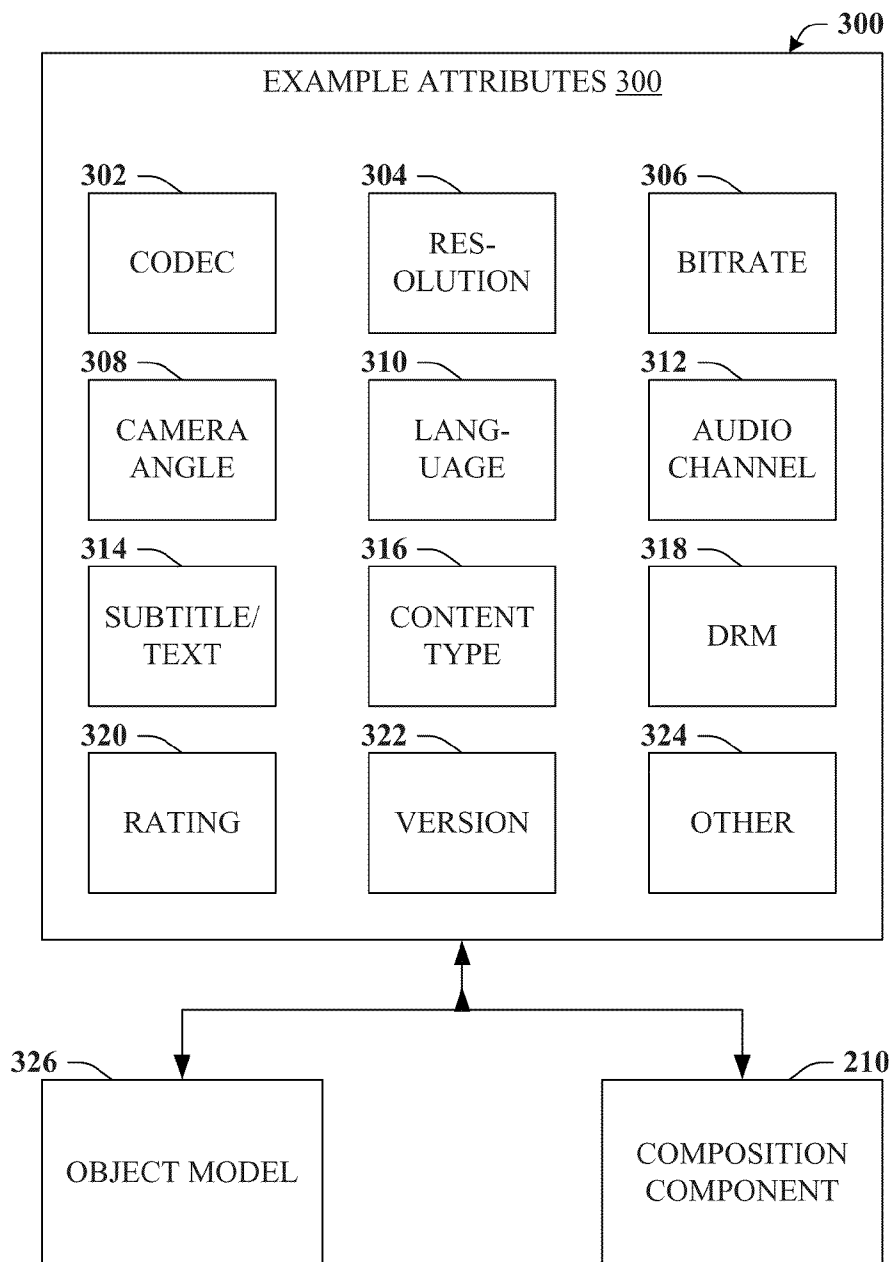 300
EXAMPLE ATTRIBUTES 300
302
304
306
CODEC
RES-
OLUTION
BITRATE
308
310
312
CAMERA
ANGLE
LANG-
UAGE
AUDIO
CHANNEL
314
316
318
SUBTITLE/
TEXT
CONTENT
TYPE
DRM
320
322
324
RATING
VERSION
OTHER
326
210
OBJECT MODEL
COMPOSITION
COMPONENT